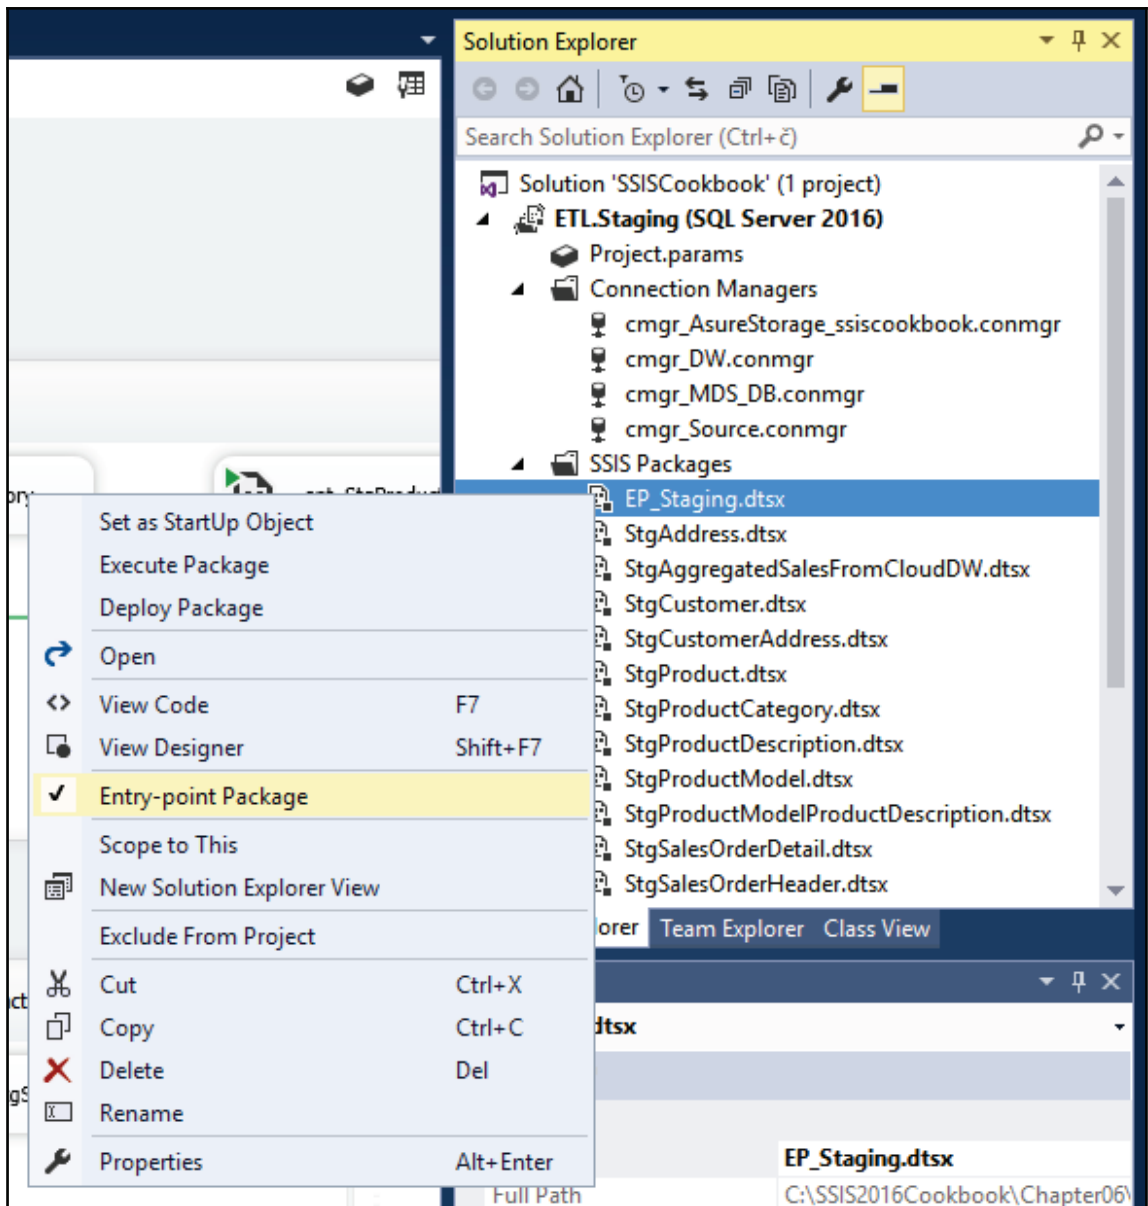 Solution Explorer
Search Solution Explorer (Ctrl+č)
Solution 'SSISCookbook' (1 project)
ETL.Staging (SQL Server 2016)
Project.params
Connection Managers
cmgr_AsureStorage_ssiscookbook.conmgr
cmgr_DW.conmgr
cmgr_MDS_DB.conmgr
cmgr_Source.conmgr
SSIS Packages
EP_Staging.dtsx
StgAddress.dtsx
StgAggregatedSalesFromCloudDW.dtsx
StgCustomer.dtsx
StgCustomerAddress.dtsx
StgProduct.dtsx
StgProductCategory.dtsx
StgProductDescription.dtsx
StgProductModel.dtsx
StgProductModelProductDescription.dtsx
StgSalesOrderDetail.dtsx
StgSalesOrderHeader.dtsx
Set as StartUp Object
Execute Package
Deploy Package
Open
View Code F7
View Designer Shift+F7
Entry-point Package
Scope to This
New Solution Explorer View
Exclude From Project
Cut Ctrl+X
Copy Ctrl+C
Delete Del
Rename
Properties Alt+Enter
orer Team Explorer Class View
dtsx
EP_Staging.dtsx
Full Path C:\SSIS2016Cookbook\Chapter06\